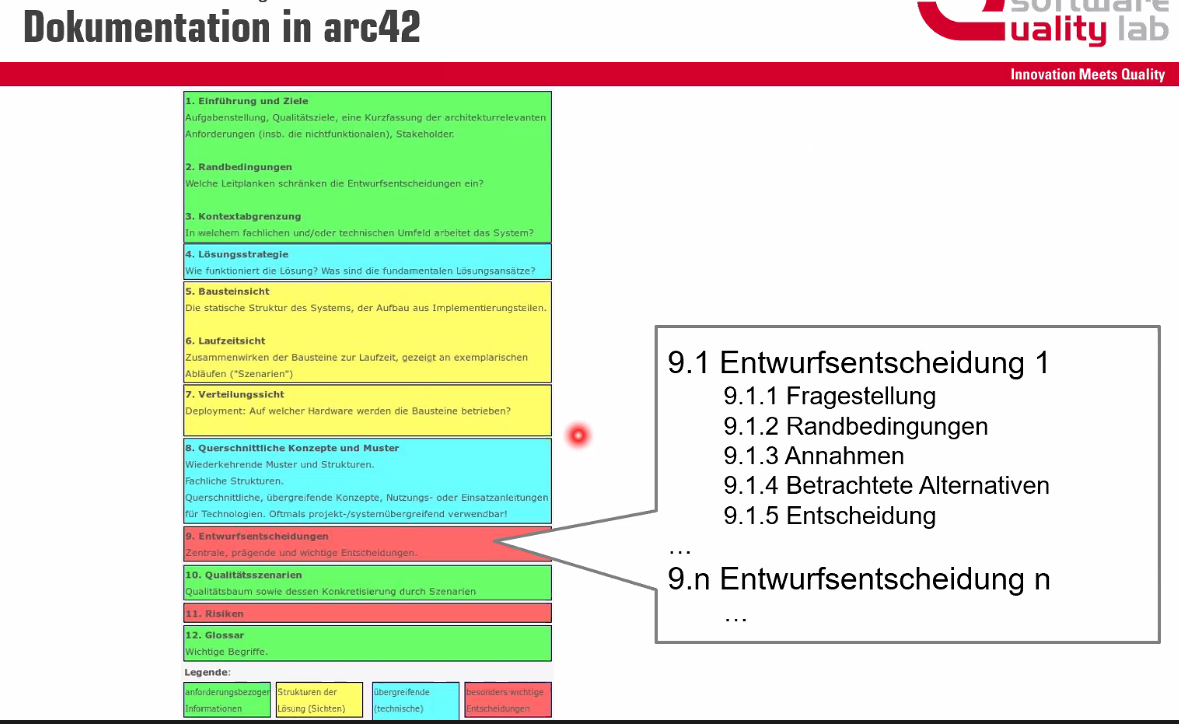 Dokumentation in arc42
software
uality lab
Innovation Meets Quality
1. Einführung und Ziele
Aufgabenstellung, Qualitätsziele, eine Kurzfassung der architekturrelevanten
Anforderungen (insb. die nichtfunktionalen), Stakeholder.
2. Randbedingungen
Welche Leitplanken schränken die Entwurfsentscheidungen ein?
3. Kontextabgrenzung
In welchem fachlichen und/oder technischen Umfeld arbeitet das System?
4. Lösungsstrategie
Wie funktioniert die Lösung? Was sind die fundamentalen Lösungsansätze?
5. Bausteinsicht
Die statische Struktur des Systems, der Aufbau aus Implementierungsteilen.
6. Laufzeitsicht
Zusammenwirken der Bausteine zur Laufzeit, gezeigt an exemplarischen
Abläufen ("Szenarien")
7. Verteilungssicht
Deployment: Auf welcher Hardware werden die Bausteine betrieben?
8. Querschnittliche Konzepte und Muster
Wiederkehrende Muster und Strukturen.
Fachliche Strukturen.
Querschnittliche, übergreifende Konzepte, Nutzungs- oder Einsatzanleitungen
für Technologien. Oftmals projekt-/systemübergreifend verwendbar!
9. Entwurfsentscheidungen
Zentrale, prägende und wichtige Entscheidungen.
10. Qualitätsszenarien
Qualitätsbaum sowie dessen Konkretisierung durch Szenarien
11. Risiken
12. Glossar
Wichtige Begriffe.
Legende:
anforderungsbezogen
Informationen
Strukturen der
Lösung (Sichten)
übergreifende
(technische)
besonders wichtige
Entscheidungen
9.1 Entwurfsentscheidung 1
9.1.1 Fragestellung
9.1.2 Randbedingungen
9.1.3 Annahmen
9.1.4 Betrachtete Alternativen
9.1.5 Entscheidung
…
9.n Entwurfsentscheidung n
…